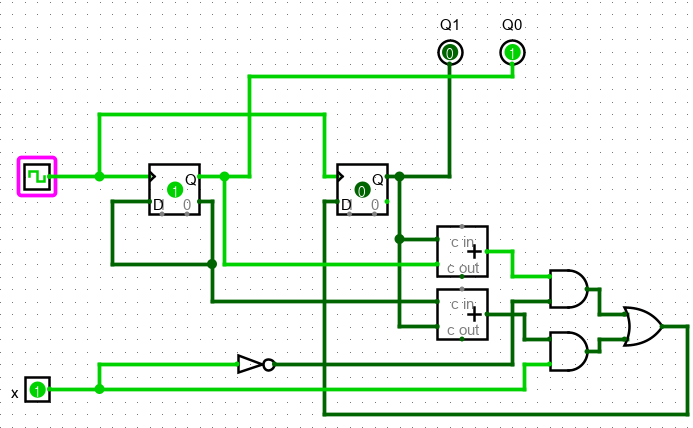 Q1 Q0
0 1
Q Q
1 0
D 0 D 0
c in
+
c out
c in
+
c out
x 1